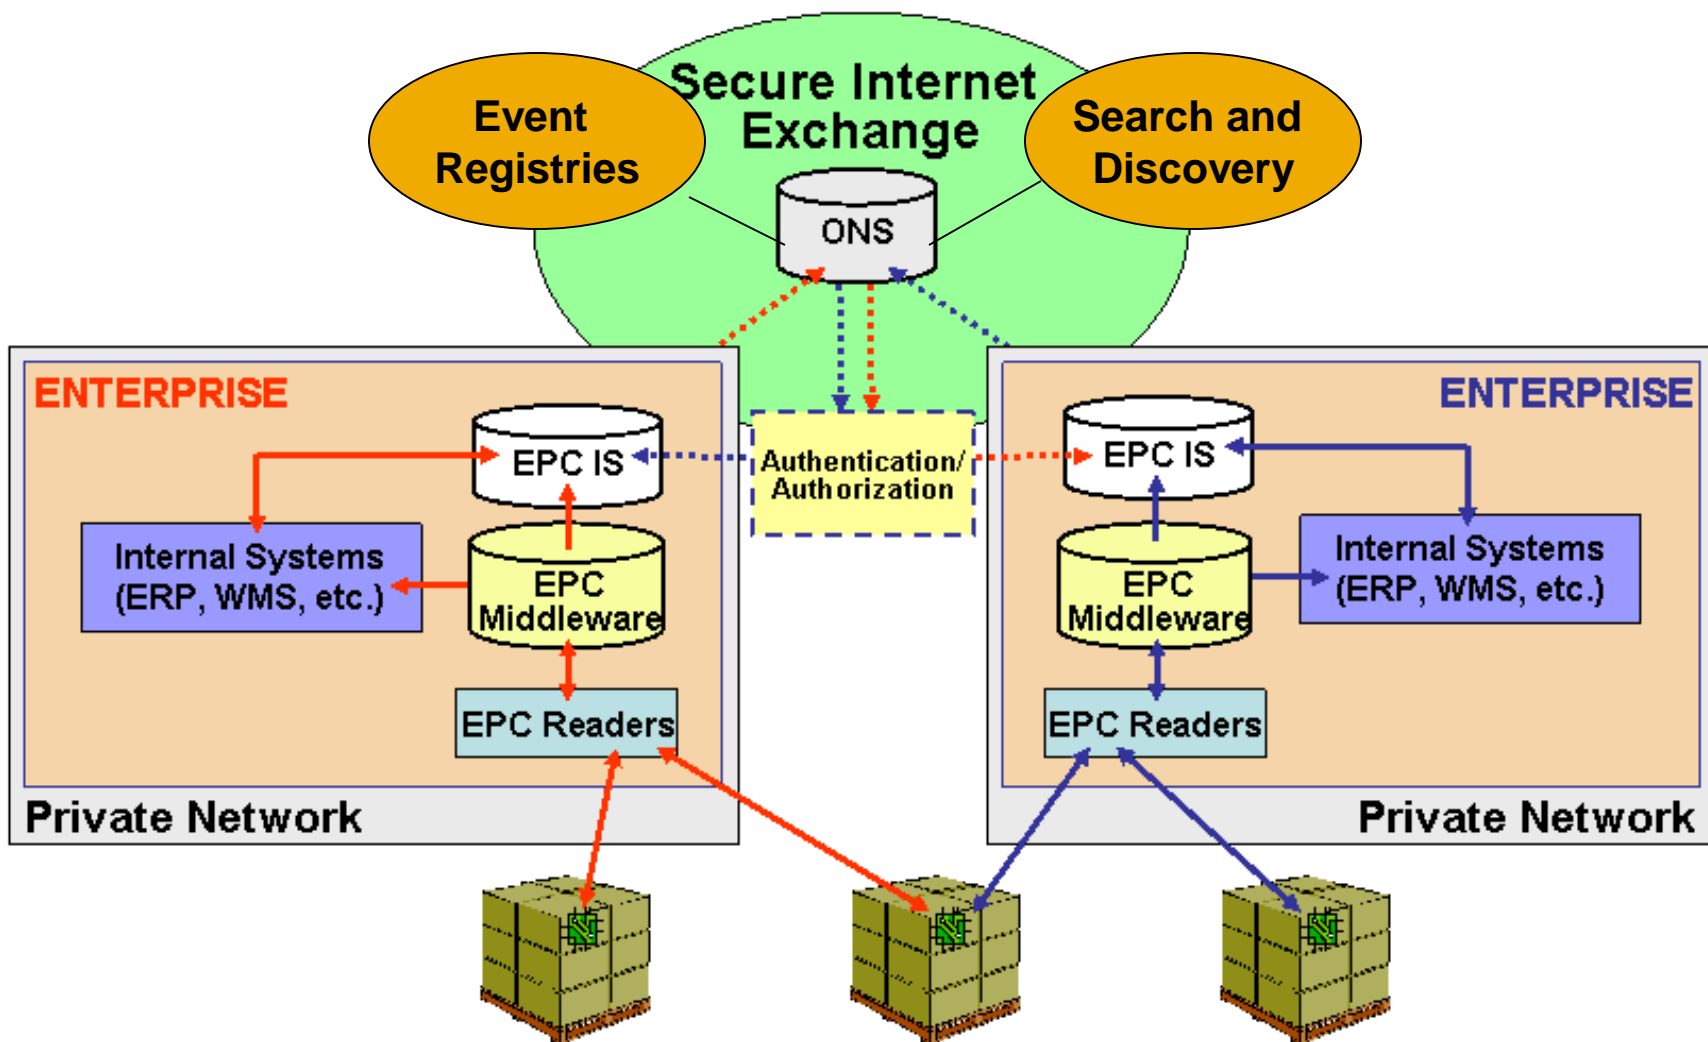 Secure Internet
Exchange
Event
Registries
Search and
Discovery
ONS
ENTERPRISE
EPC IS
Internal Systems
(ERP, WMS, etc.)
EPC
Middleware
EPC Readers
Private Network
Authentication/
Authorization
ENTERPRISE
EPC IS
Internal Systems
(ERP, WMS, etc.)
EPC
Middleware
EPC Readers
Private Network